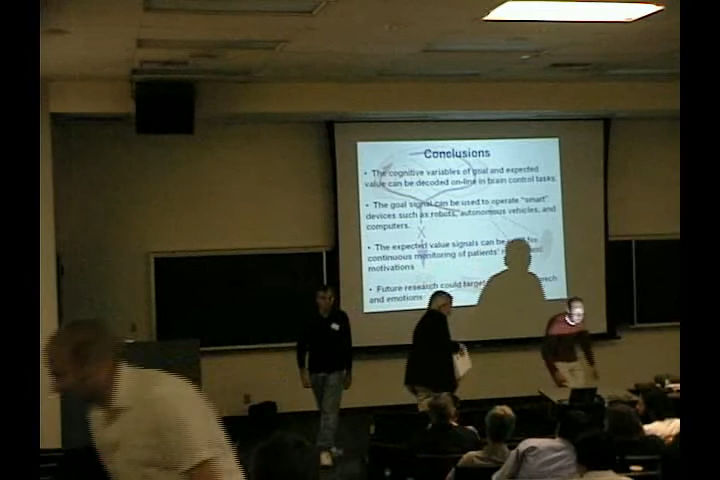 Conclusions
• The cognitive variables of goal and expected
value can be decoded on-line in brain control tasks.
• The goal signal can be used to operate "smart"
devices such as robots, autonomous vehicles, and
computers.
• The expected value signals can be for
continuous monitoring of patients'
motivations
• Future research could target
and emotions